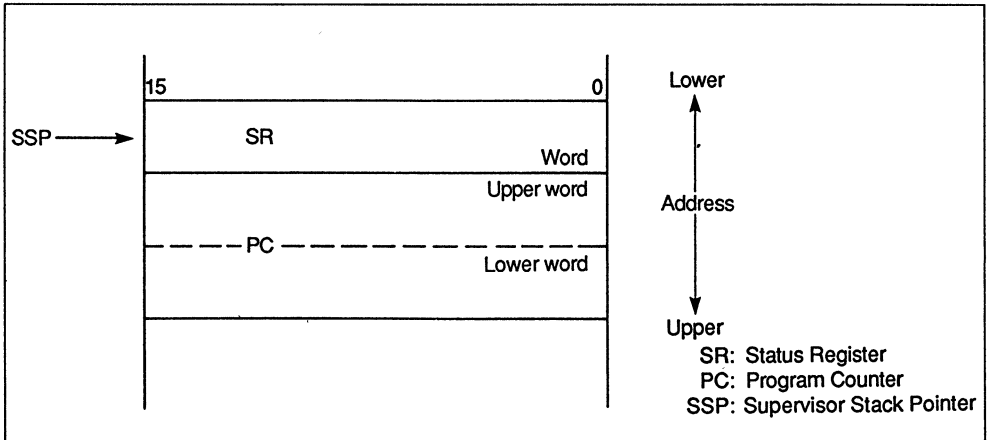 15 0 Lower
SSP SR
Word
Upper word
Address
PC
Lower word
Upper
SR: Status Register
PC: Program Counter
SSP: Supervisor Stack Pointer